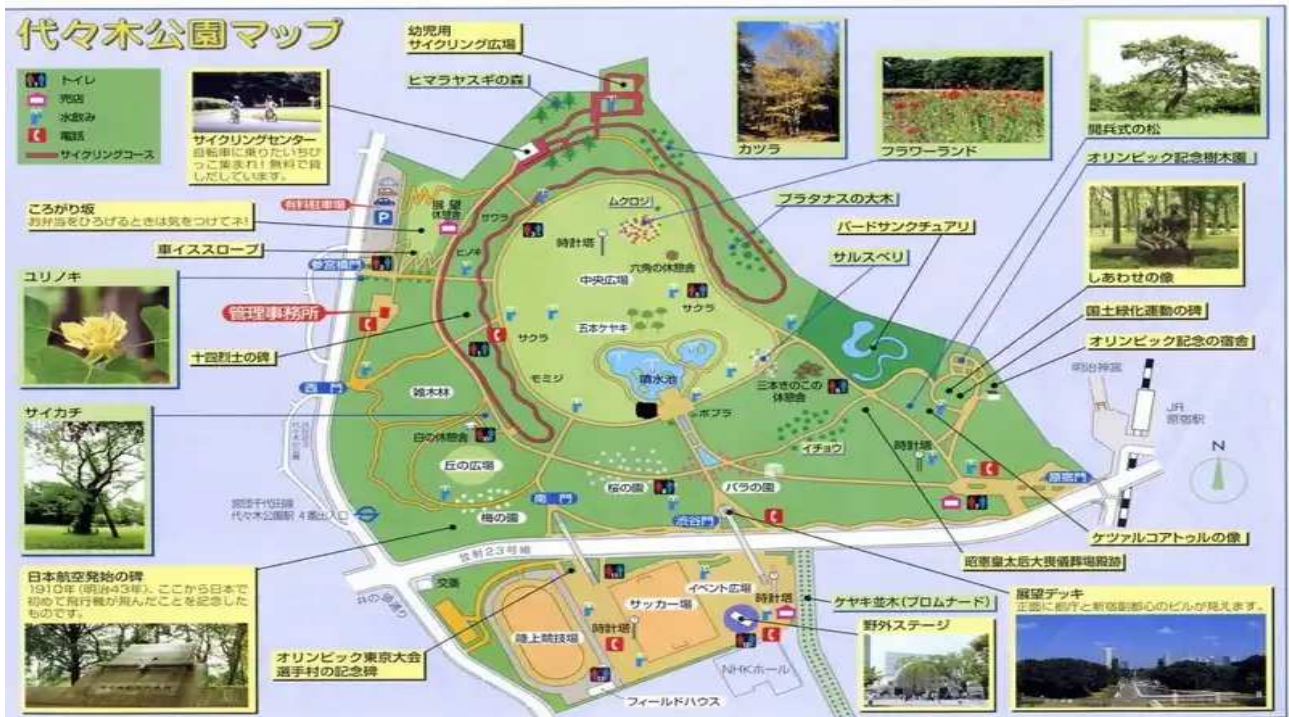 代々木公園マップ
トイレ
売店
水飲み
電話
サイクリングコース
サイクリングセンター
自転車に乗りたいちび
っこ集まれ!無料で貸
しだしています。
幼児用
サイクリング広場
ヒマラヤスギの森
カツラ
フラワーランド
閲兵式の松
オリンピック記念樹木園
プラタナスの大木
バードサンクチュアリ
サルスベリ
しあわせの像
国土緑化運動の碑
オリンピック記念の宿舎
ころがり坂
お弁当をひろげるときは気をつけてネ!
有料駐車場
P
展望
休憩舎
サワラ
ヒノキ
車イススロープ
参宮橋門
ユリノキ
管理事務所
十四烈士の碑
ムクロジ
時計塔
中央広場
六角の休憩舎
サクラ
五本ケヤキ
サクラ
モミジ
噴水池
ポプラ
三本きのこの
休憩舎
明治神宮
JR
原宿駅
N
西門
雑木林
サイカチ
白の休憩舎
丘の広場
イチョウ
時計塔
原宿門
桜の園
バラの園
南門
梅の園
渋谷門
営団千代田線
代々木公園駅 4番出入口
放射23号線
井の頭通り
ケツァルコアトゥルの像
昭憲皇太后大喪儀葬場殿跡
日本航空発始の碑
1910年(明治43年)、ここから日本で
初めて飛行機が飛んだことを記念した
ものです。
交番
陸上競技場
時計塔
サッカー場
イベント広場
時計塔
ケヤキ並木(プロムナード)
野外ステージ
NHKホール
フィールドハウス
オリンピック東京大会
選手村の記念碑
展望デッキ
正面に都庁と新宿副都心のビルが見えます。